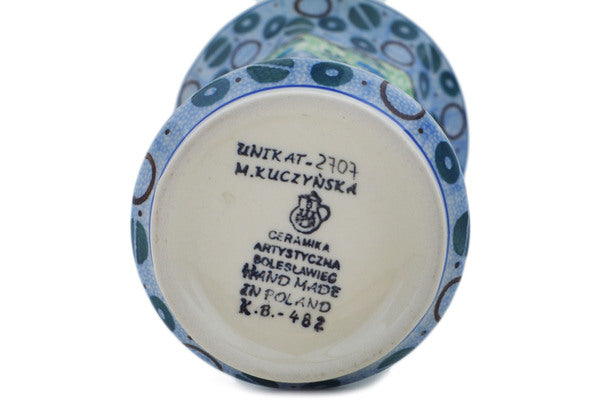 UNIKAT-2707
M.KUCZYŃSKA
CERAMIKA
ARTYSTYCZNA
BOLESŁAWIEC
HAND MADE
IN POLAND
K.B.-482